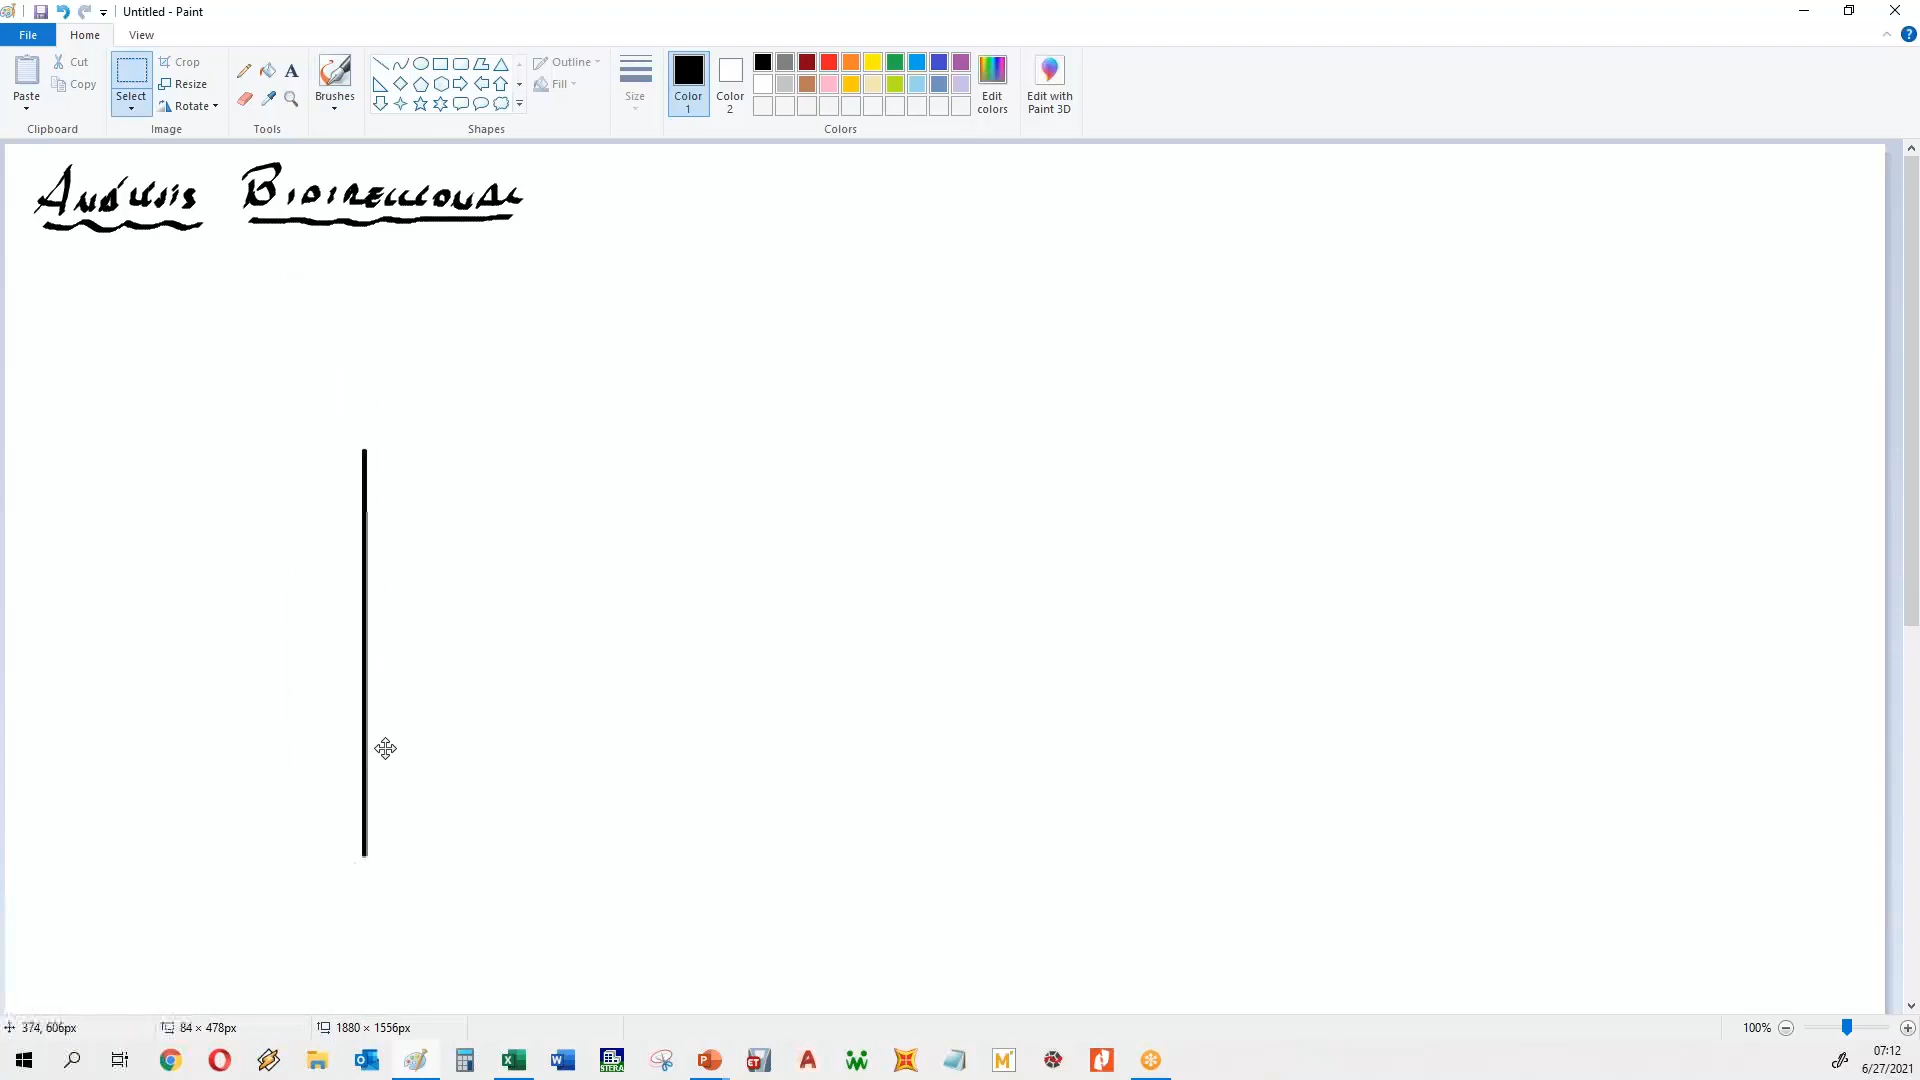 Untitled - Paint
File Home View
Paste Cut Copy Select Crop Resize Rotate Brushes Outline Fill Size Color 1 Color 2 Edit colors Edit with Paint 3D
Clipboard Image Tools Shapes Colors
Análisis Bidireccional
374, 606px 84 × 478px 1880 × 1556px 100%
07:12
6/27/2021